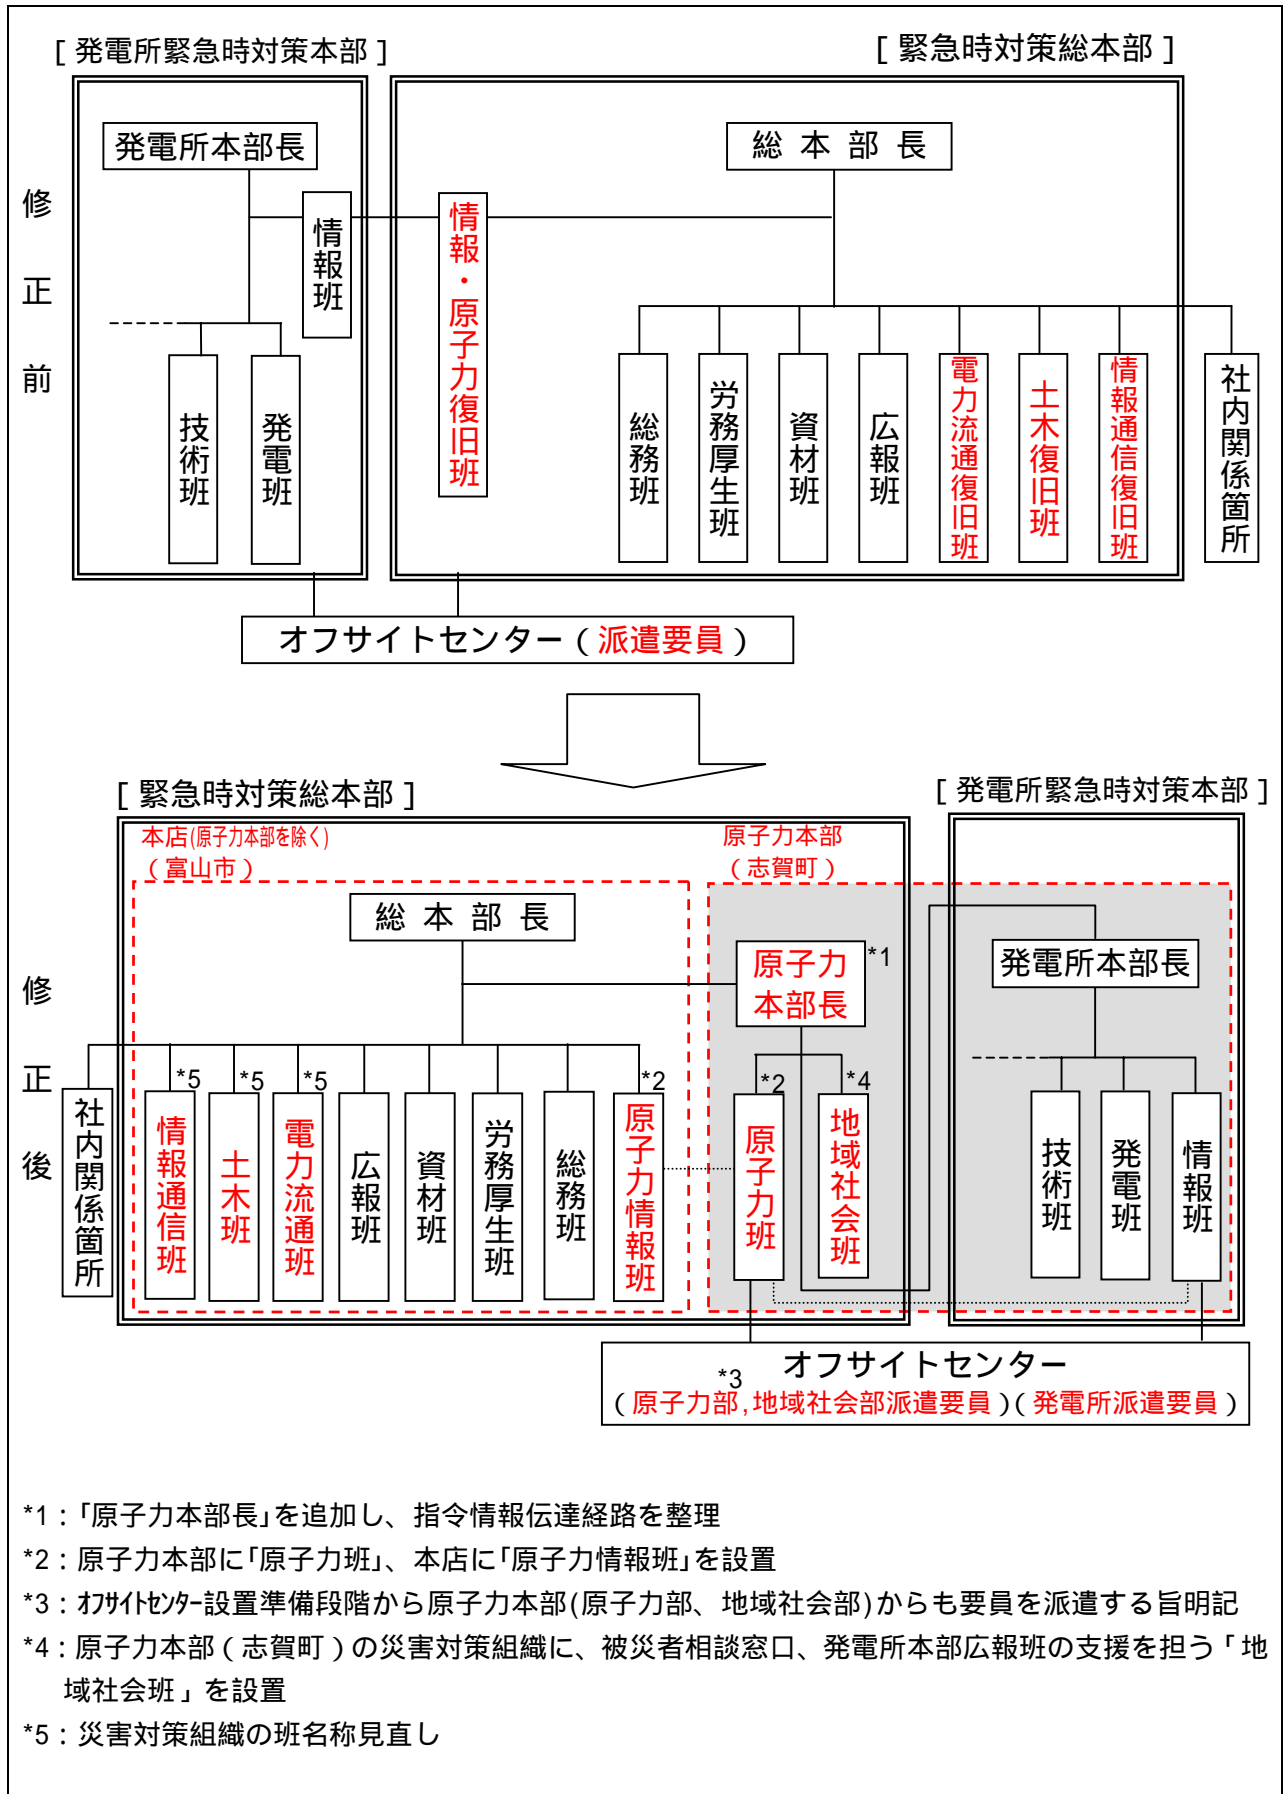 [ 発電所緊急時対策本部 ]
[ 緊急時対策総本部 ]
発電所本部長
総 本 部 長
修正前
情報班
情報・原子力復旧班
技術班
発電班
総務班
労務厚生班
資材班
広報班
電力流通復旧班
土木復旧班
情報通信復旧班
社内関係箇所
オフサイトセンター ( 派遣要員 )
[ 緊急時対策総本部 ]
[ 発電所緊急時対策本部 ]
本店(原子力本部を除く)
( 富山市 )
原子力本部
( 志賀町 )
総 本 部 長
原子力
本部長
*1
発電所本部長
修正後
社内関係箇所
*5
情報通信班
*5
土木班
*5
電力流通班
広報班
資材班
労務厚生班
総務班
*2
原子力情報班
*2
原子力班
*4
地域社会班
技術班
発電班
情報班
オフサイトセンター
*3
( 原子力部,地域社会部派遣要員 )( 発電所派遣要員 )
*1 : ｢原子力本部長｣を追加し、指令情報伝達経路を整理
*2 : 原子力本部に｢原子力班｣、本店に｢原子力情報班｣を設置
*3 : ｵﾌｻｲﾄｾﾝﾀｰ設置準備段階から原子力本部(原子力部、地域社会部)からも要員を派遣する旨明記
*4 : 原子力本部 ( 志賀町 ) の災害対策組織に、被災者相談窓口、発電所本部広報班の支援を担う「地
域社会班」を設置
*5 : 災害対策組織の班名称見直し